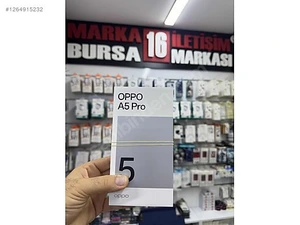 #1264915232
MARKA 16 İLETİŞİM
BURSA MARKASI
OPPO
A5 Pro
5
oppo